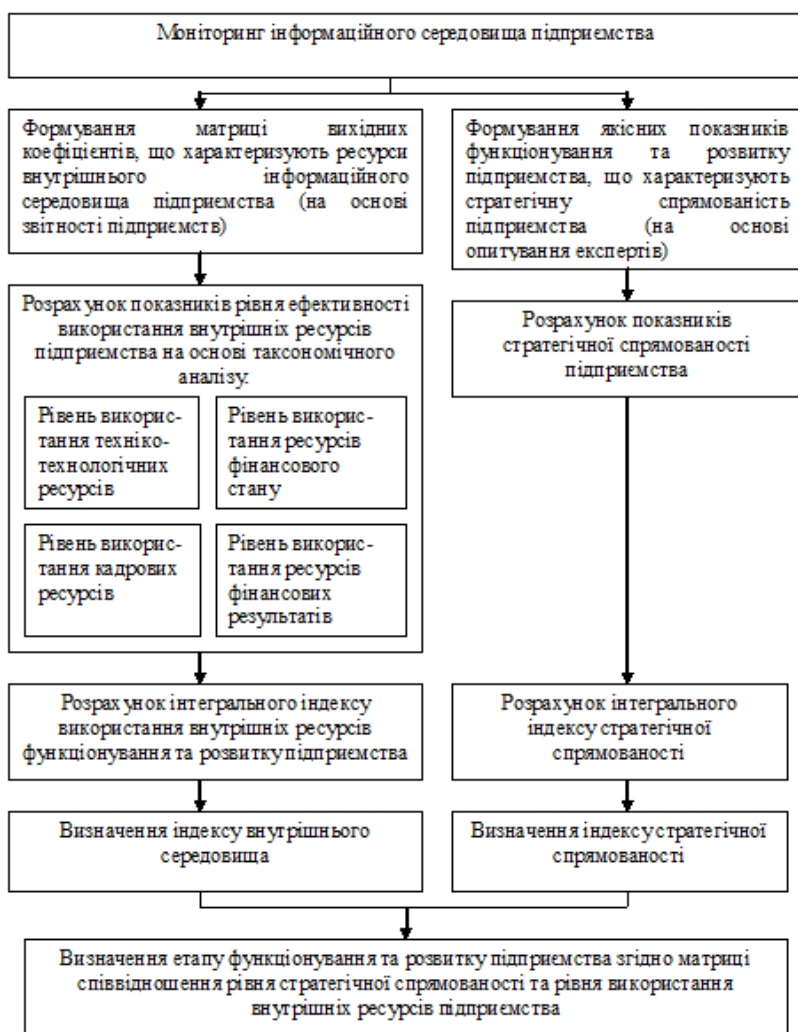 Моніторинг інформаційного середовища підприємства
Формування матриці вихідних
коефіцієнтів, що характеризують ресурси
внутрішнього інформаційного
середовища підприємства (на основі
звітності підприємств)
Формування якісних показників
функціонування та розвитку
підприємства, що характеризують
стратегічну спрямованість
підприємства (на основі
опитування експертів)
Розрахунок показників рівня ефективності
використання внутрішніх ресурсів
підприємства на основі таксономічного
аналізу:
Рівень викорис-
тання техніко-
технологічних
ресурсів
Рівень викорис-
тання ресурсів
фінансового
стану
Рівень викорис-
тання кадрових
ресурсів
Рівень викорис-
тання ресурсів
фінансових
результатів
Розрахунок показників
стратегічної спрямованості
підприємства
Розрахунок інтегрального індексу
використання внутрішніх ресурсів
функціонування та розвитку підприємства
Розрахунок інтегрального
індексу стратегічної
спрямованості
Визначення індексу внутрішнього
середовища
Визначення індексу стратегічної
спрямованості
Визначення етапу функціонування та розвитку підприємства згідно матриці
співвідношення рівня стратегічної спрямованості та рівня використання
внутрішніх ресурсів підприємства